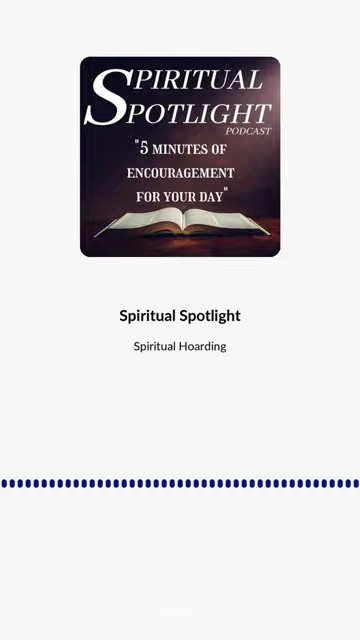 SPIRITUAL
SPOTLIGHT
PODCAST
"5 MINUTES OF
ENCOURAGEMENT
FOR YOUR DAY"
Spiritual Spotlight
Spiritual Hoarding